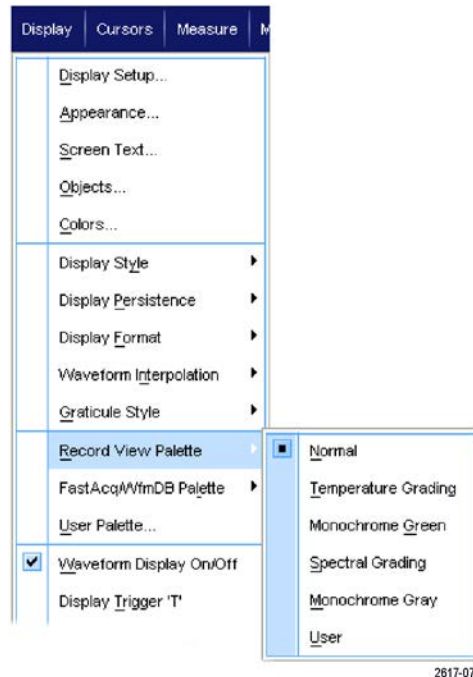 Display Cursors Measure
Display Setup...
Appearance...
Screen Text...
Objects...
Colors...
Display Style
Display Persistence
Display Format
Waveform Interpolation
Graticule Style
Record View Palette
FastAcq/WfmDB Palette
User Palette...
Waveform Display On/Off
Display Trigger 'T'
Normal
Temperature Grading
Monochrome Green
Spectral Grading
Monochrome Gray
User
2617-07